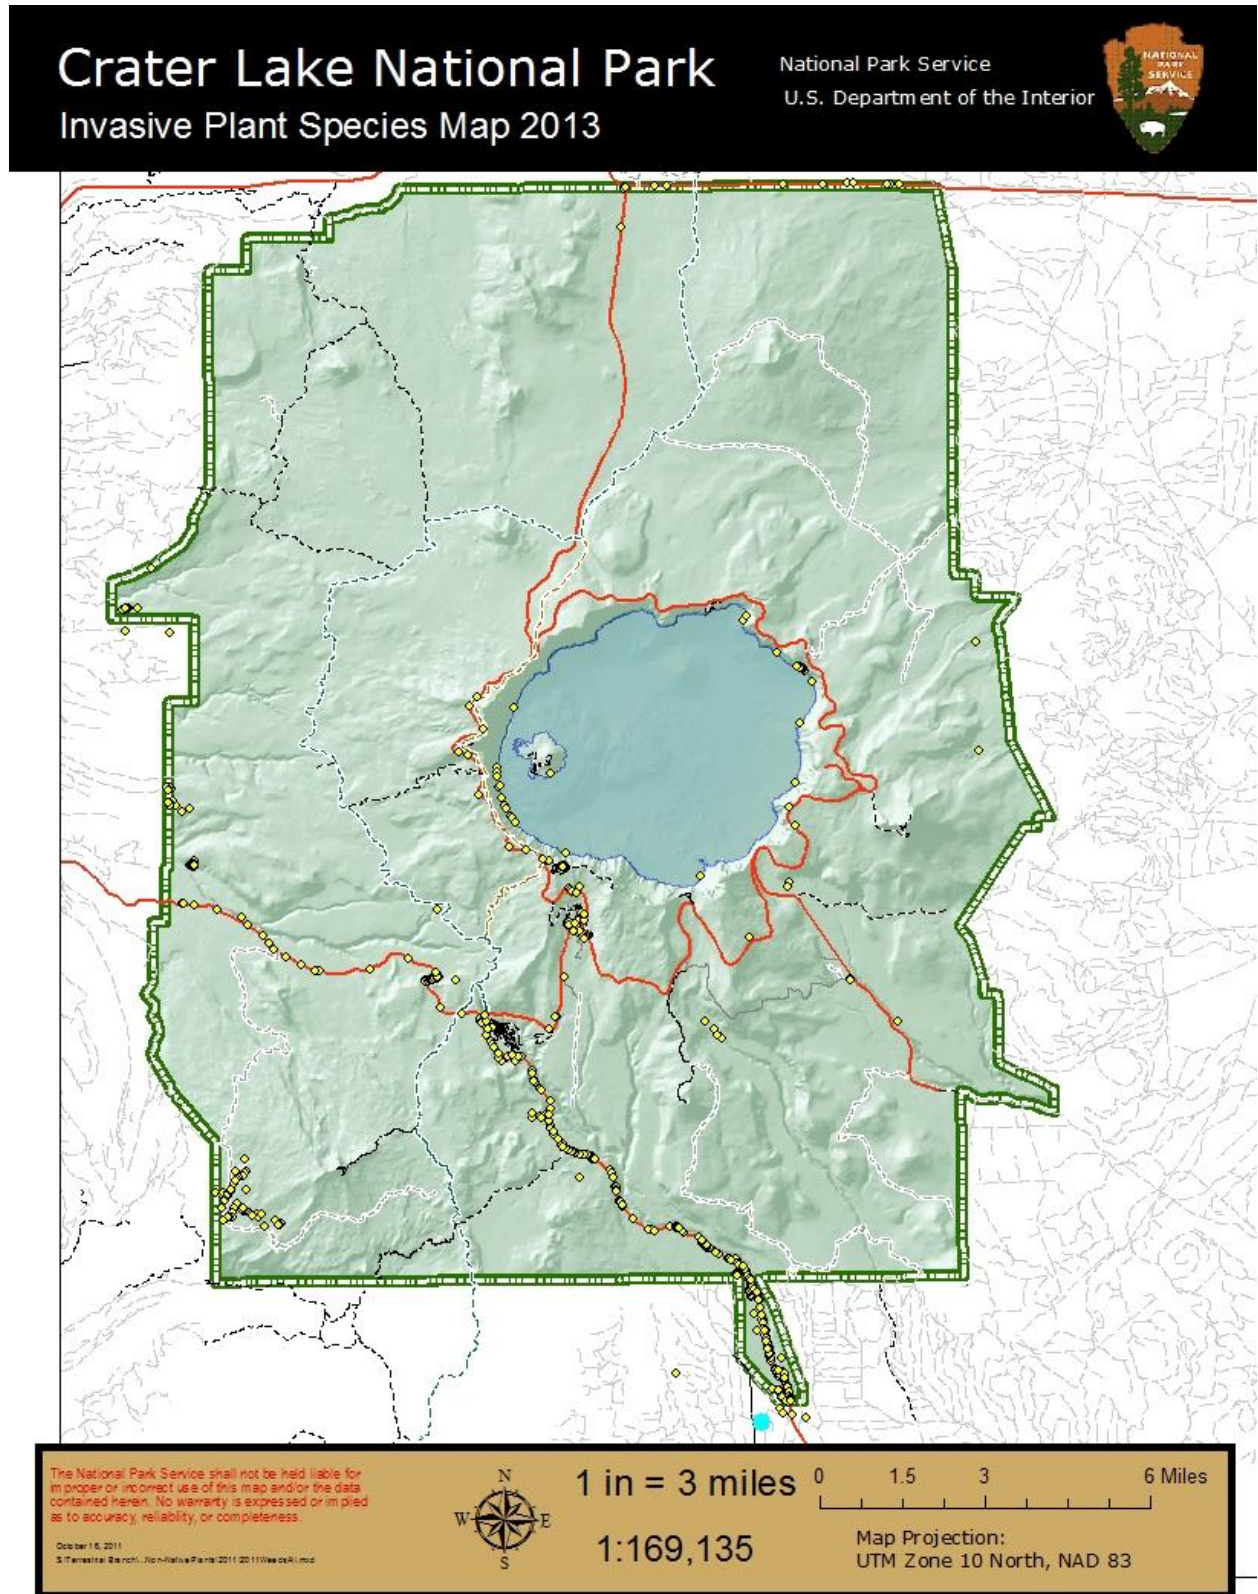 Crater Lake National Park
Invasive Plant Species Map 2013
National Park Service
U.S. Department of the Interior
NATIONAL
PARK
SERVICE
The National Park Service shall not be held liable for
improper or incorrect use of this map and/or the data
contained herein. No warranty is expressed or implied
as to accuracy, reliability, or completeness.
October 16, 2011
N
W
E
S
1 in = 3 miles
1:169,135
0 1.5 3 6 Miles
Map Projection:
UTM Zone 10 North, NAD 83